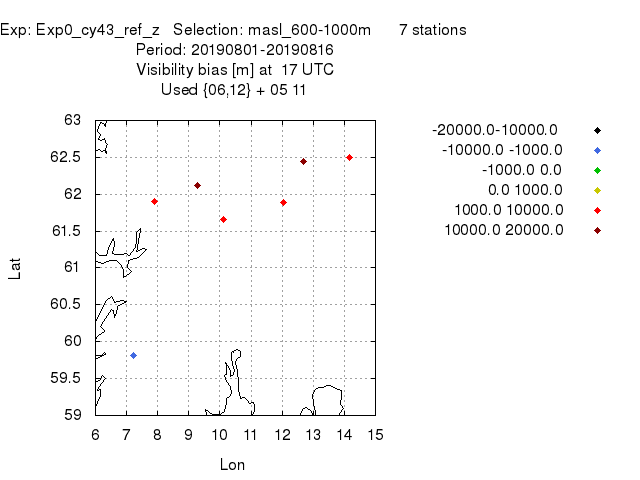 Exp: Exp0_cy43_ref_z   Selection: masl_600-1000m      7 stations
Period: 20190801-20190816
Visibility bias [m] at  17 UTC
Used {06,12} + 05 11
-20000.0-10000.0
-10000.0 -1000.0
-1000.0 0.0
0.0 1000.0
1000.0 10000.0
10000.0 20000.0
63
62.5
62
61.5
61
60.5
60
59.5
59
Lat
6 7 8 9 10 11 12 13 14 15
Lon